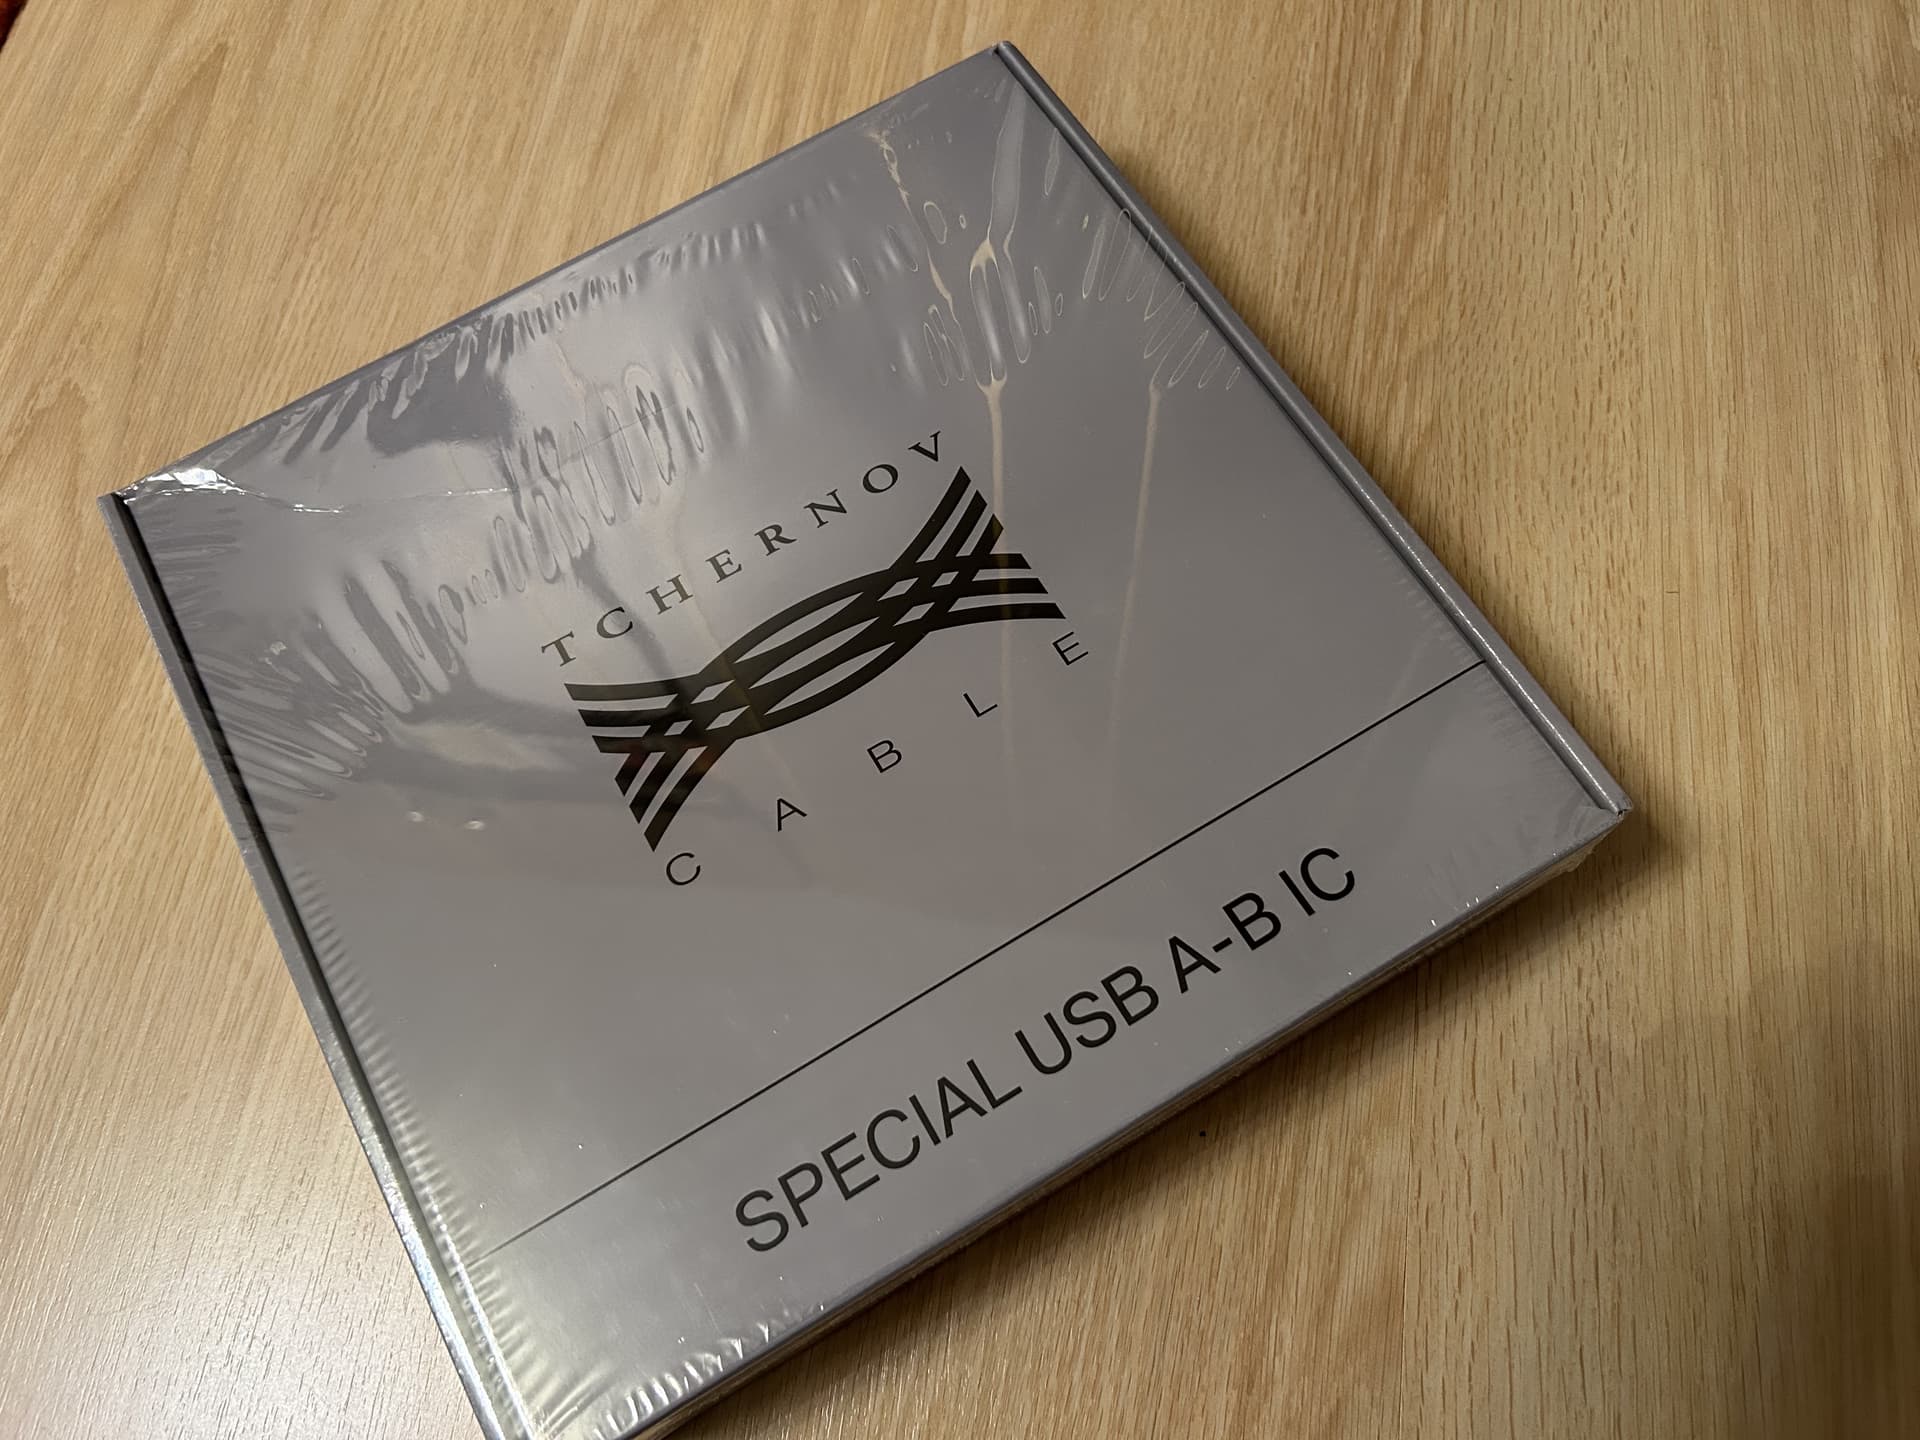 TCHERNOV
CABLE
SPECIAL USB A-B IC